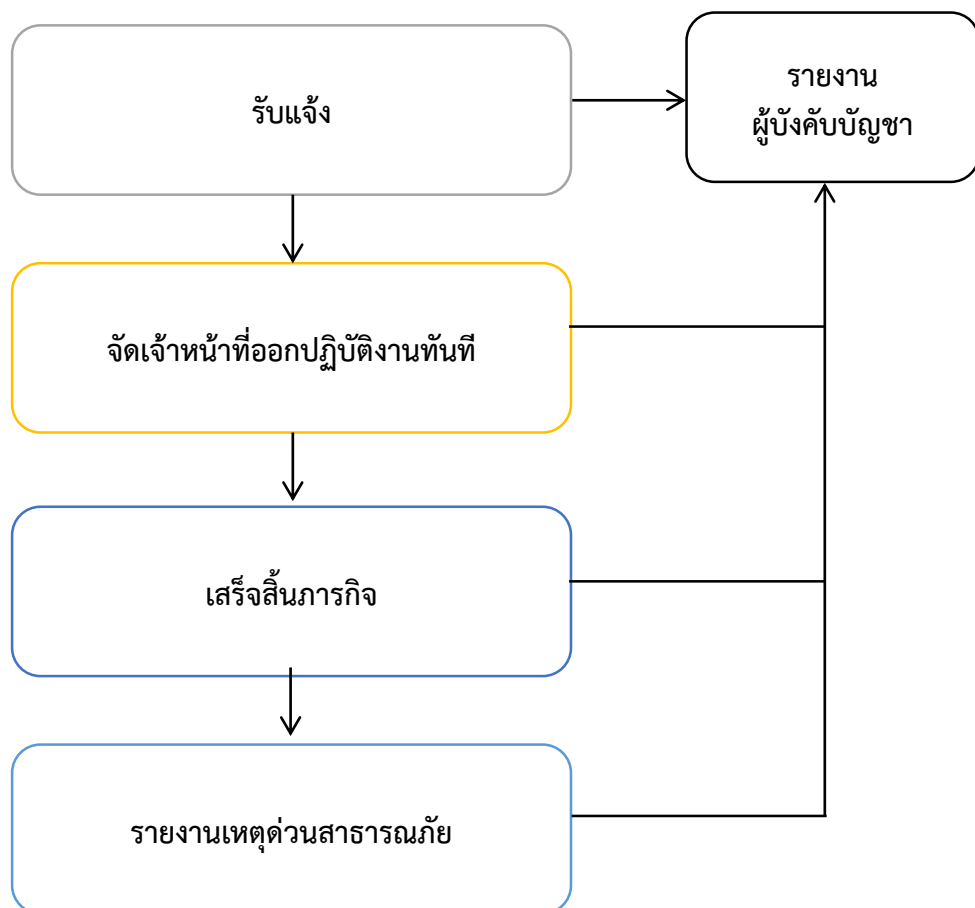 รับแจ้ง
รายงาน
ผู้บังคับบัญชา
จัดเจ้าหน้าที่ออกปฏิบัติงานทันที
เสร็จสิ้นภารกิจ
รายงานเหตุด่วนสาธารณภัย